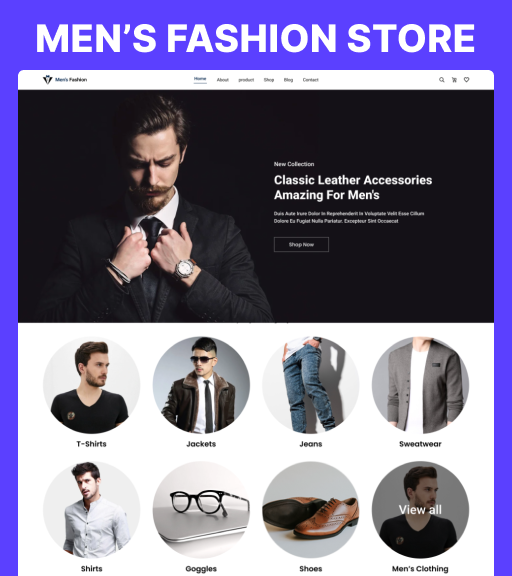 MEN'S FASHION STORE
Men's Fashion
Home About product Shop Blog Contact
New Collection
Classic Leather Accessories
Amazing For Men's
Duis Aute Irure Dolor In Reprehenderit In Voluptate Velit Esse Cillum
Dolore Eu Fugiat Nulla Pariatur. Excepteur Sint Occaecat
Shop Now
T-Shirts Jackets Jeans Sweatwear
View all
Shirts Goggles Shoes Men's Clothing